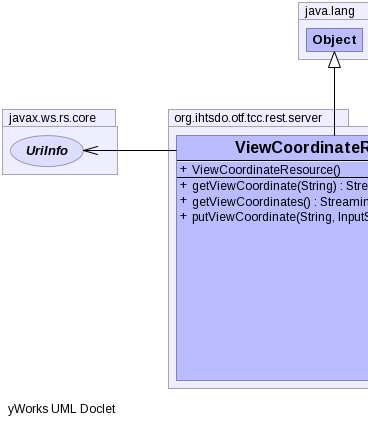 java.lang
Object
javax.ws.rs.core
UriInfo
org.ihtsdo.otf.tcc.rest.server
ViewCoordinateR
+ ViewCoordinateResource()
+ getViewCoordinate(String) : Stre
+ getViewCoordinates() : Streamin
+ putViewCoordinate(String, InputS
yWorks UML Doclet